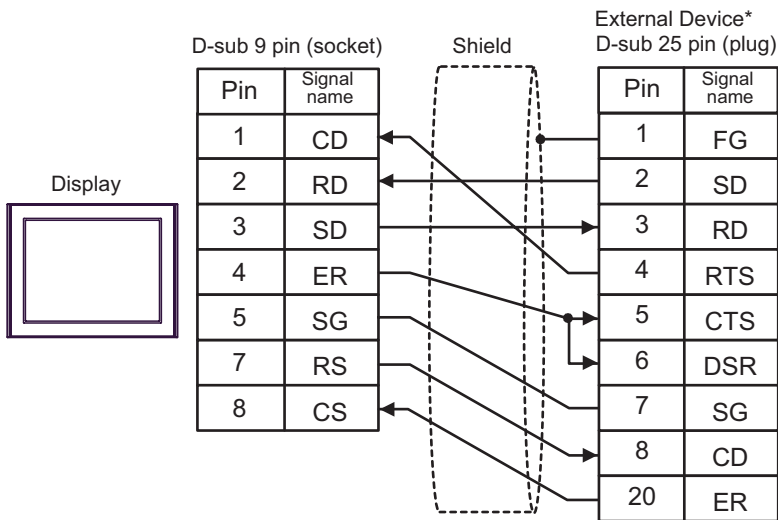 External Device*
D-sub 9 pin (socket)
Shield
D-sub 25 pin (plug)
Pin
Signal
name
1 CD
2 RD
3 SD
4 ER
5 SG
7 RS
8 CS
Display
Pin
Signal
name
1 FG
2 SD
3 RD
4 RTS
5 CTS
6 DSR
7 SG
8 CD
20 ER